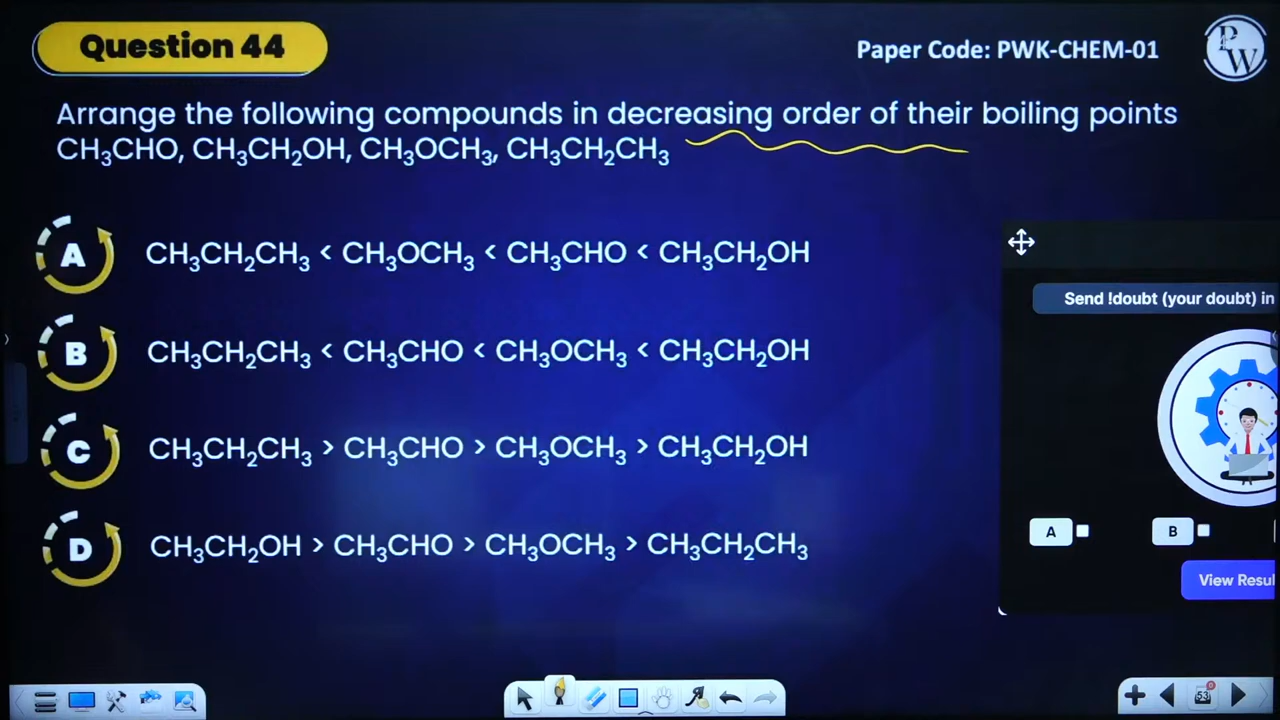 Question 44
Paper Code: PWK-CHEM-01
PW
Arrange the following compounds in decreasing order of their boiling points
CH₃CHO, CH₃CH₂OH, CH₃OCH₃, CH₃CH₂CH₃
A CH₃CH₂CH₃ < CH₃OCH₃ < CH₃CHO < CH₃CH₂OH
B CH₃CH₂CH₃ < CH₃CHO < CH₃OCH₃ < CH₃CH₂OH
C CH₃CH₂CH₃ > CH₃CHO > CH₃OCH₃ > CH₃CH₂OH
D CH₃CH₂OH > CH₃CHO > CH₃OCH₃ > CH₃CH₂CH₃
Send !doubt (your doubt) in
A B
View Resul
53